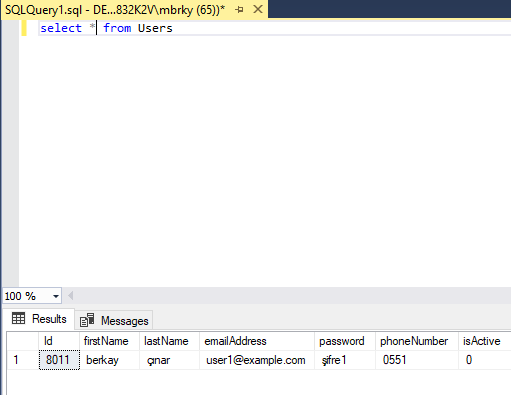 SQLQuery1.sql - DE...832K2V\mbrky (65))*
select * from Users
100 %
Results Messages
Id firstName lastName emailAddress password phoneNumber isActive
1 8011 berkay çınar user1@example.com şifre1 0551 0